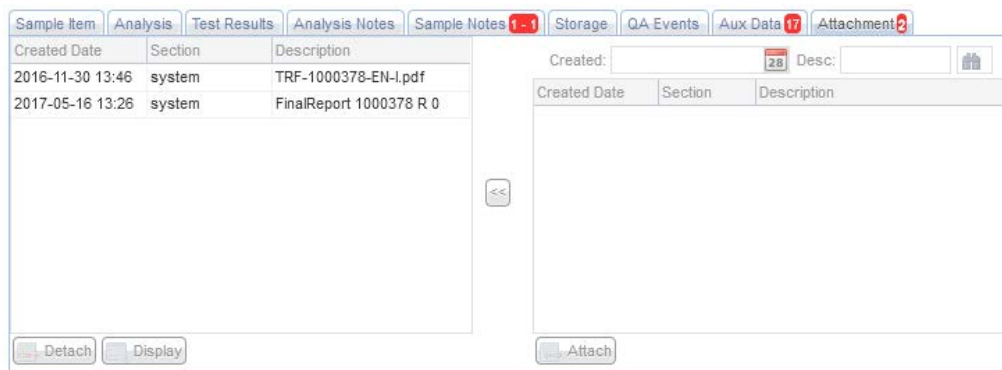 Sample Item Analysis Test Results Analysis Notes Sample Notes 1 - 1 Storage QA Events Aux Data 17 Attachment 2
Created Date Section Description
2016-11-30 13:46 system TRF-1000378-EN-I.pdf
2017-05-16 13:26 system FinalReport 1000378 R 0
<<
Detach Display
Created: 28 Desc:
Created Date Section Description
Attach